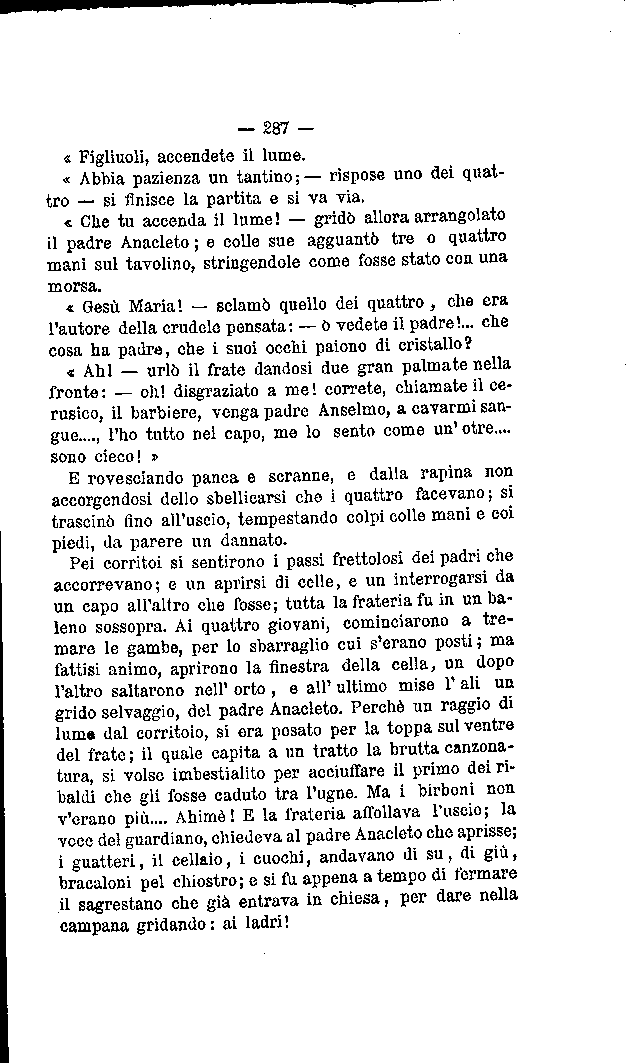 — 287 —
« Figliuoli, accendete il lume.
« Abbia pazienza un tantino; — rispose uno dei quat-
tro — si finisce la partita e si va via.
« Che tu accenda il lume! — gridò allora arrangolato
il padre Anacleto; e colle sue agguantò tre o quattro
mani sul tavolino, stringendole come fosse stato con una
morsa.
« Gesù Maria! — sclamò quello dei quattro, che era
l'autore della crudele pensata: — ò vedete il padre!... che
cosa ha padre, che i suoi occhi paiono di cristallo?
« Ah! — urlò il frate dandosi due gran palmate nella
fronte: — oh! disgraziato a me! correte, chiamate il ce-
rusico, il barbiere, venga padre Anselmo, a cavarmi san-
gue...., l'ho tutto nel capo, me lo sento come un' otre....
sono cieco! »
E rovesciando panca e scranne, e dalla rapina non
accorgendosi dello sbellicarsi che i quattro facevano; si
trascinò fino all'uscio, tempestando colpi colle mani e coi
piedi, da parere un dannato.
Pei corritoi si sentirono i passi frettolosi dei padri che
accorrevano; e un aprirsi di celle, e un interrogarsi da
un capo all'altro che fosse; tutta la frateria fu in un ba-
leno sossopra. Ai quattro giovani, cominciarono a tre-
mare le gambe, per lo sbarraglio cui s'erano posti; ma
fattisi animo, aprirono la finestra della cella, un dopo
l'altro saltarono nell' orto, e all' ultimo mise l' ali un
grido selvaggio, del padre Anacleto. Perchè un raggio di
lume dal corritoio, si era posato per la toppa sul ventre
del frate; il quale capita a un tratto la brutta canzona-
tura, si volse imbestialito per acciuffare il primo dei ri-
baldi che gli fosse caduto tra l'ugne. Ma i birboni non
v'erano più.... Ahimè! E la frateria affollava l'uscio; la
voce del guardiano, chiedeva al padre Anacleto che aprisse;
i guatteri, il cellaio, i cuochi, andavano di su, di giù,
bracaloni pel chiostro; e si fu appena a tempo di fermare
il sagrestano che già entrava in chiesa, per dare nella
campana gridando: ai ladri!